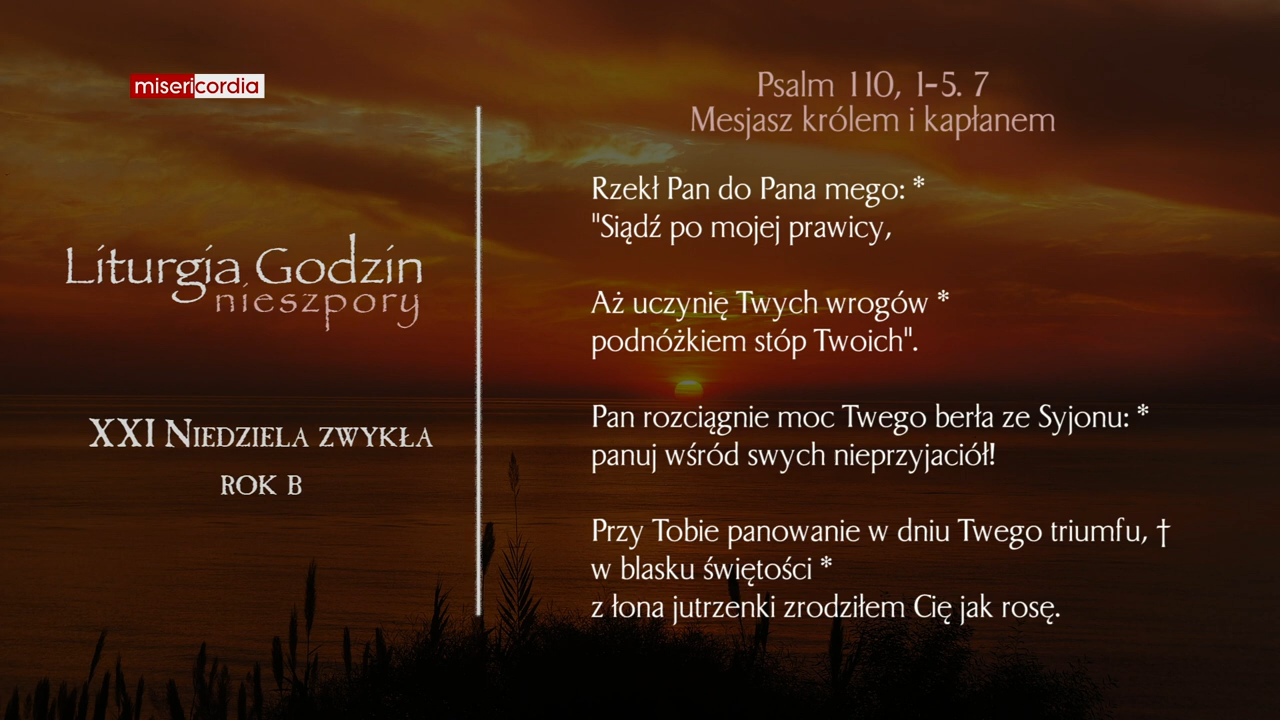 misericordia
Liturgia Godzin
nieszpory
XXI Niedziela zwykła
rok B
Psalm 110, 1-5. 7
Mesjasz królem i kapłanem
Rzekł Pan do Pana mego: *
"Siądź po mojej prawicy,
Aż uczynię Twych wrogów *
podnóżkiem stóp Twoich".
Pan rozciągnie moc Twego berła ze Syjonu: *
panuj wśród swych nieprzyjaciół!
Przy Tobie panowanie w dniu Twego triumfu, †
w blasku świętości *
z łona jutrzenki zrodziłem Cię jak rosę.